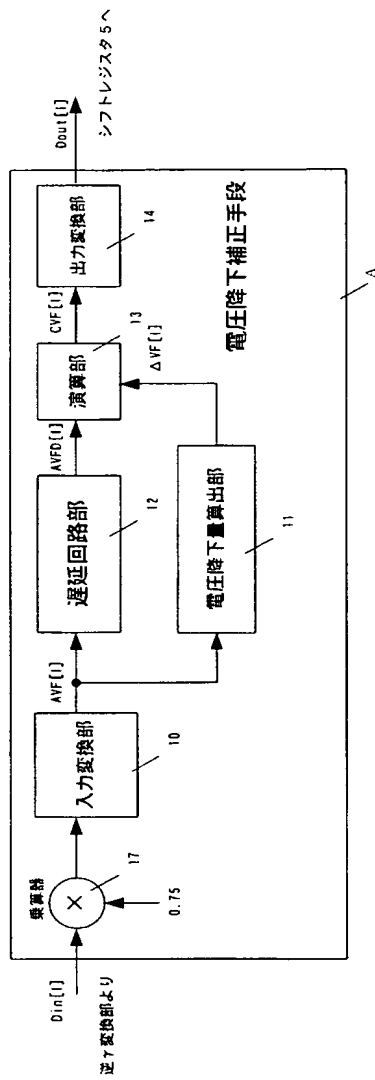 逆γ変換部より
Din[I]
乗算器
×
17
0.75
入力変換部
10
AVF[I]
遅延回路部
12
電圧降下量算出部
11
AVFD[I]
ΔVF[I]
演算部
13
CVF[I]
出力変換部
14
電圧降下補正手段
A
Dout[I]
シフトレジスタ5へ